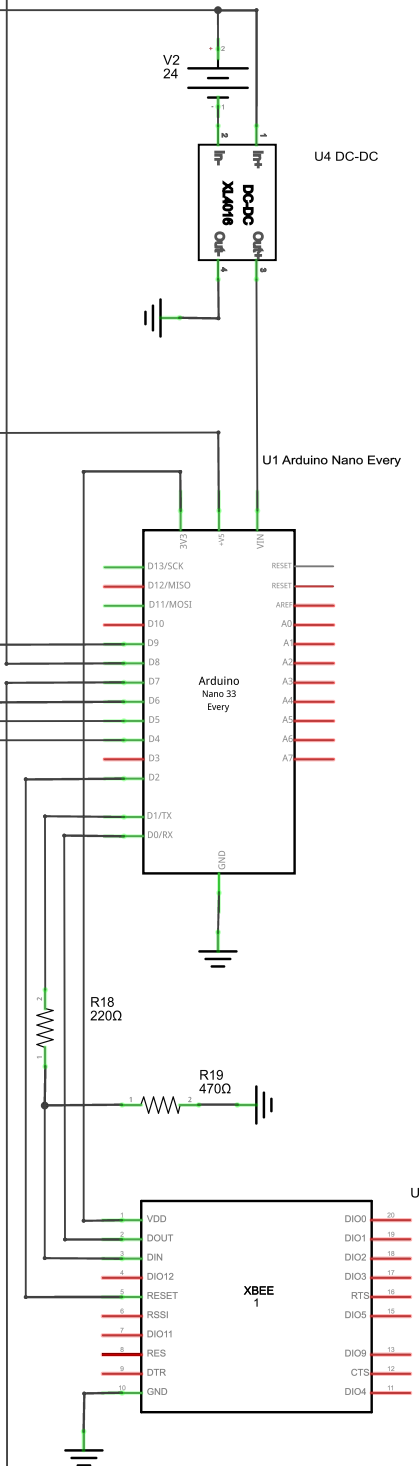 + 2
V2
24
- 1
2 1
In- In+
U4 DC-DC
DC-DC
XL4016
Out- Out+
4 3
U1 Arduino Nano Every
3V3 +V5 VIN
D13/SCK RESET
D12/MISO RESET
D11/MOSI AREF
D10 A0
D9 A1
D8 A2
D7 A3
D6 A4
D5 A5
D4 A6
D3 A7
D2
D1/TX
D0/RX
Arduino
Nano 33
Every
GND
2
R18
220Ω
1
R19
470Ω
1 2
U
1 VDD DIO0 20
2 DOUT DIO1 19
3 DIN DIO2 18
4 DIO12 DIO3 17
5 RESET RTS 16
6 RSSI DIO5 15
7 DIO11
8 RES DIO9 13
9 DTR CTS 12
10 GND DIO4 11
XBEE
1